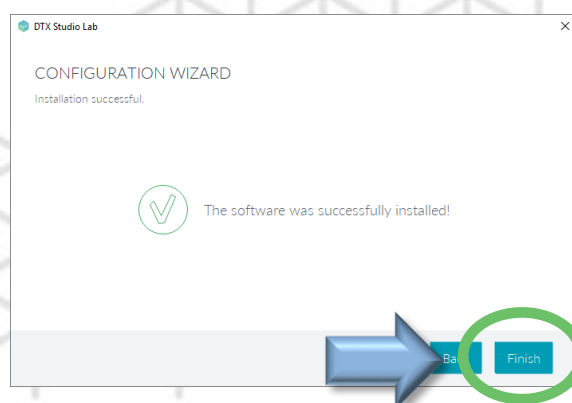 DTX Studio Lab
CONFIGURATION WIZARD
Installation successful.
The software was successfully installed!
Finish